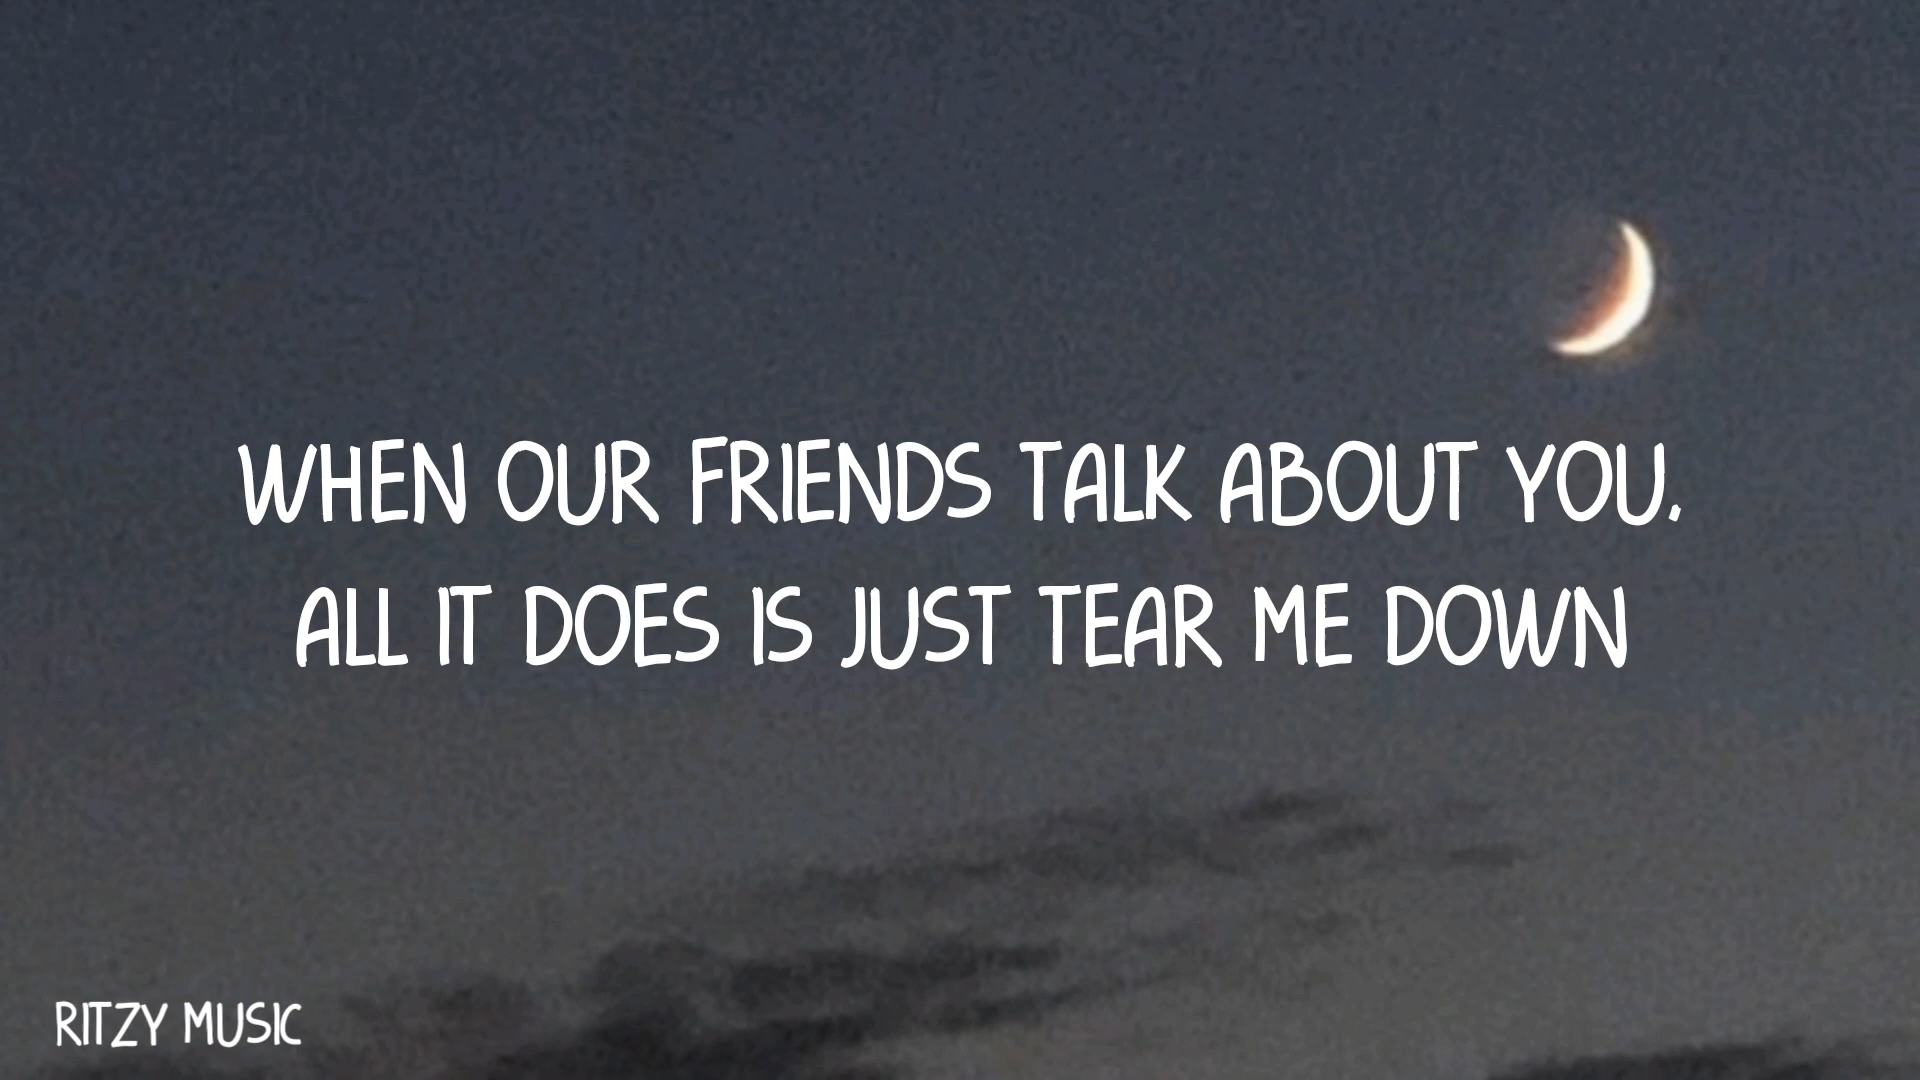 WHEN OUR FRIENDS TALK ABOUT YOU,
ALL IT DOES IS JUST TEAR ME DOWN
RITZY MUSIC